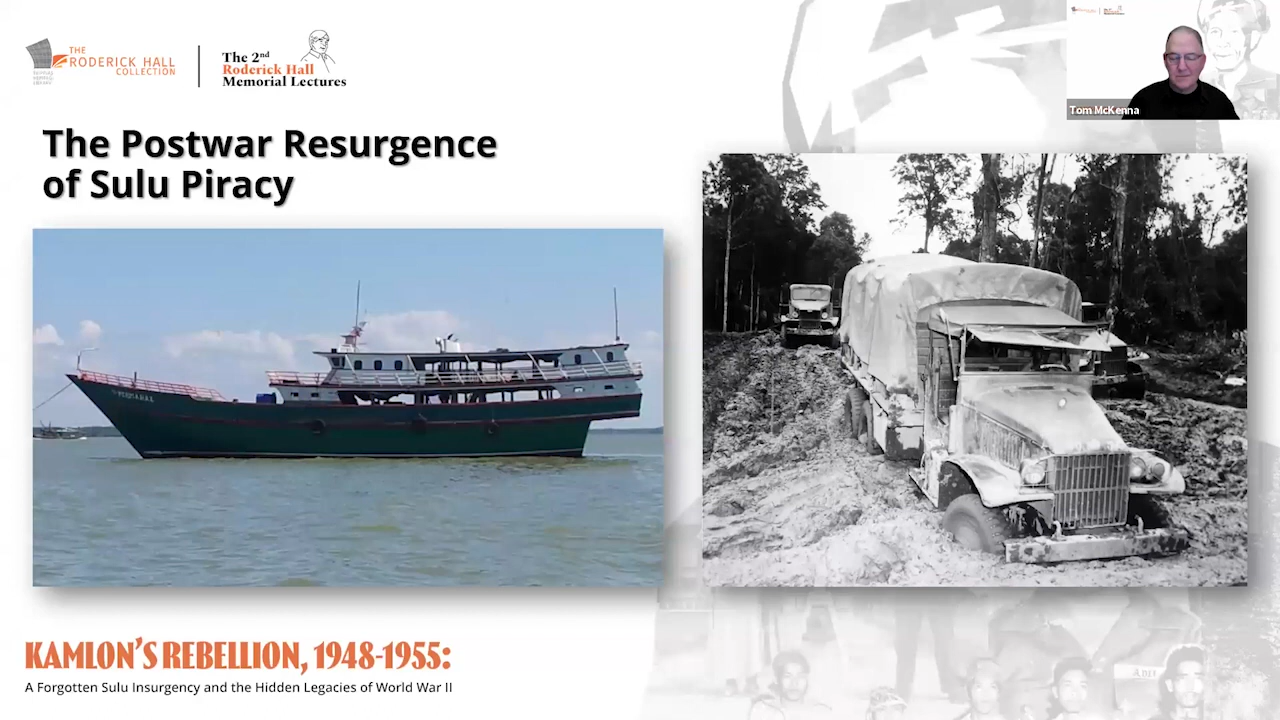 THE
RODERICK HALL
COLLECTION
The 2nd
Roderick Hall
Memorial Lectures
Tom McKenna
The Postwar Resurgence
of Sulu Piracy
KAMLON'S REBELLION, 1948-1955:
A Forgotten Sulu Insurgency and the Hidden Legacies of World War II